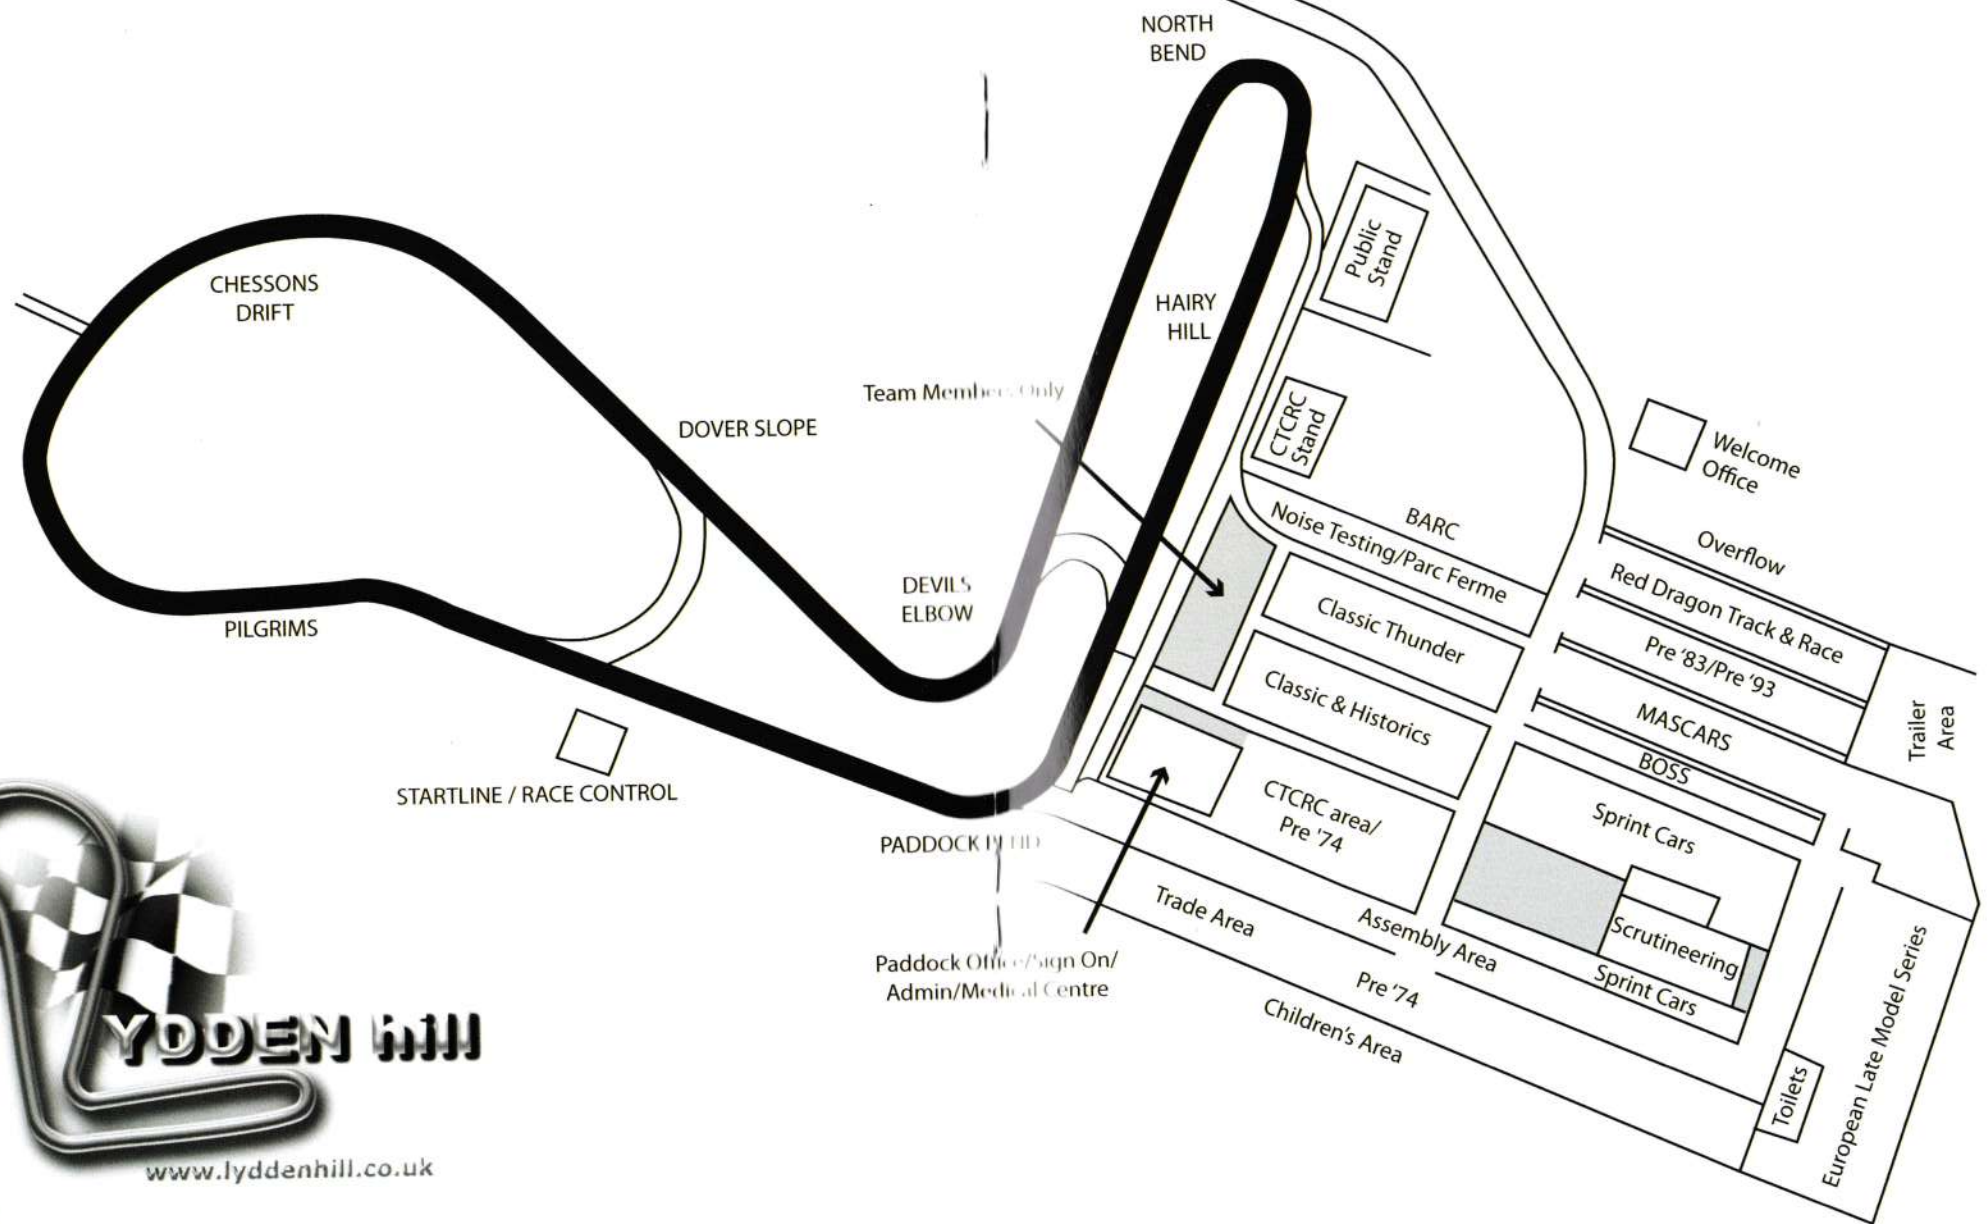 NORTH
BEND
CHESSONS
DRIFT
HAIRY
HILL
Public
Stand
Team Members Only
CTCRC
Stand
DOVER SLOPE
Welcome
Office
BARC
Noise Testing/Parc Ferme
Overflow
Red Dragon Track & Race
DEVILS
ELBOW
Classic Thunder
PILGRIMS
Pre ‘83/Pre ‘93
Classic & Historics
MASCARS
Trailer
Area
BOSS
STARTLINE / RACE CONTROL
CTCRC area/
Pre '74
Sprint Cars
PADDOCK BEND
Trade Area
Assembly Area
Scrutineering
Sprint Cars
Paddock Office/Sign On/
Admin/Medical Centre
Pre '74
Children's Area
European Late Model Series
Toilets
YDDEN hill
www.lyddenhill.co.uk